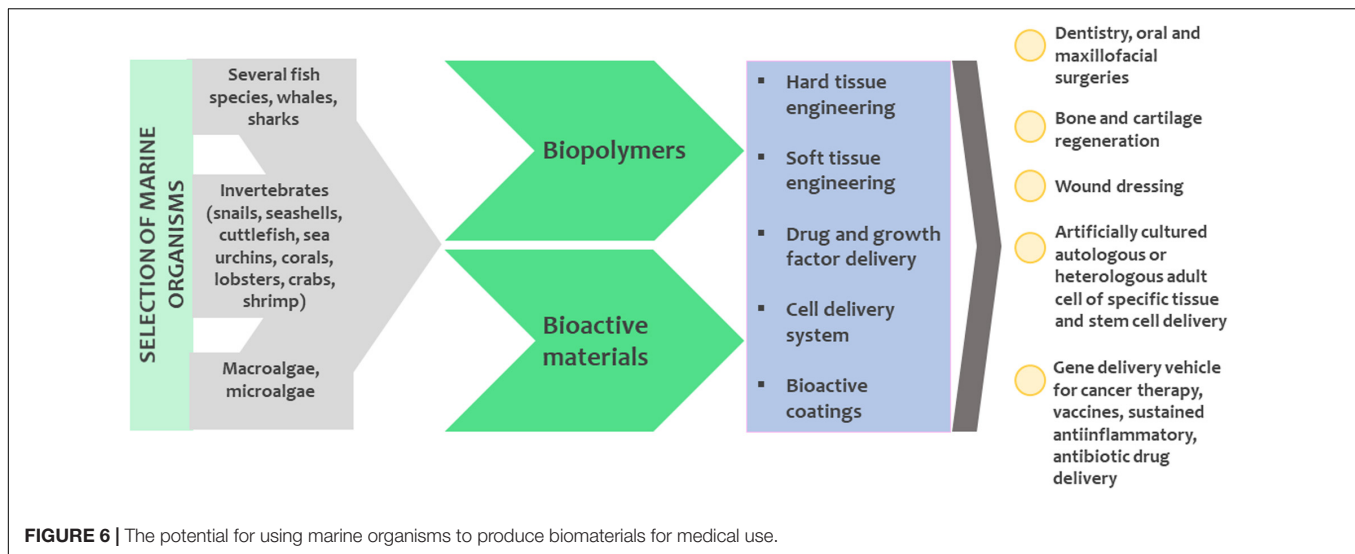 SELECTION OF MARINE
ORGANISMS
Several fish
species, whales,
sharks
Invertebrates
(snails, seashells,
cuttlefish, sea
urchins, corals,
lobsters, crabs,
shrimp)
Macroalgae,
microalgae
Biopolymers
Bioactive
materials
▪ Hard tissue
engineering
▪ Soft tissue
engineering
▪ Drug and growth
factor delivery
▪ Cell delivery
system
▪ Bioactive
coatings
Dentistry, oral and
maxillofacial
surgeries
Bone and cartilage
regeneration
Wound dressing
Artificially cultured
autologous or
heterologous adult
cell of specific tissue
and stem cell delivery
Gene delivery vehicle
for cancer therapy,
vaccines, sustained
antiinflammatory,
antibiotic drug
delivery
FIGURE 6 | The potential for using marine organisms to produce biomaterials for medical use.